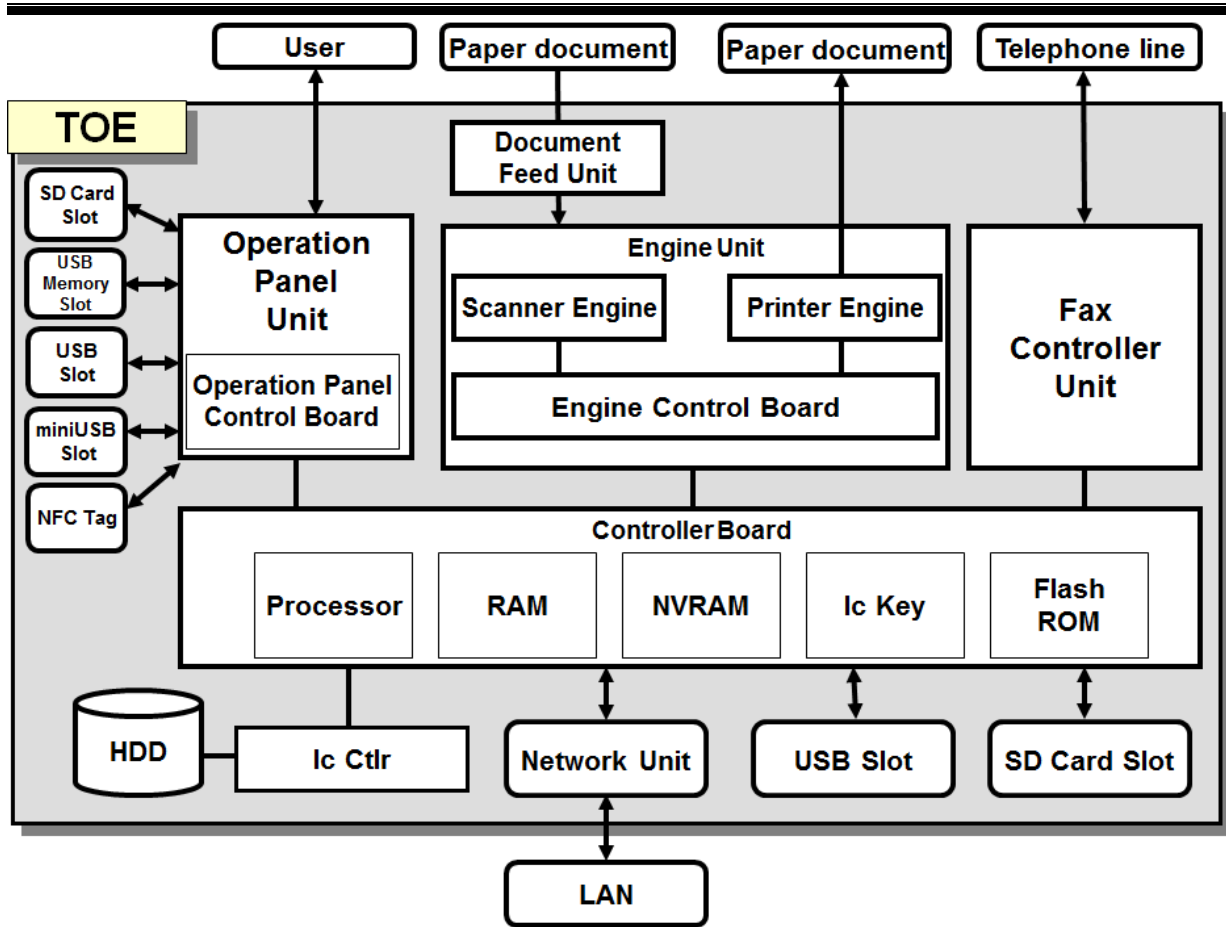 User
Paper document
Paper document
Telephone line
TOE
Document
Feed Unit
SD Card
Slot
USB
Memory
Slot
USB
Slot
miniUSB
Slot
NFC Tag
Operation
Panel
Unit
Operation Panel
Control Board
Engine Unit
Scanner Engine
Printer Engine
Engine Control Board
Fax
Controller
Unit
Controller Board
Processor
RAM
NVRAM
Ic Key
Flash
ROM
HDD
Ic Ctlr
Network Unit
USB Slot
SD Card Slot
LAN